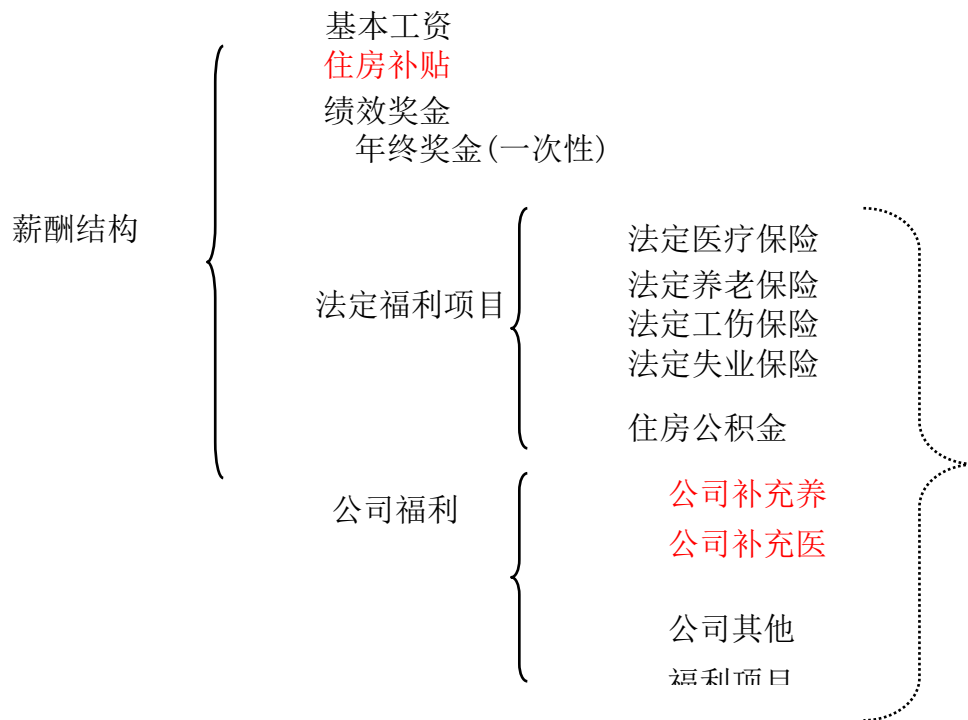 基本工资
住房补贴
绩效奖金
年终奖金(一次性)
薪酬结构
法定福利项目
法定医疗保险
法定养老保险
法定工伤保险
法定失业保险
住房公积金
公司福利
公司补充养
公司补充医
公司其他
福利项目